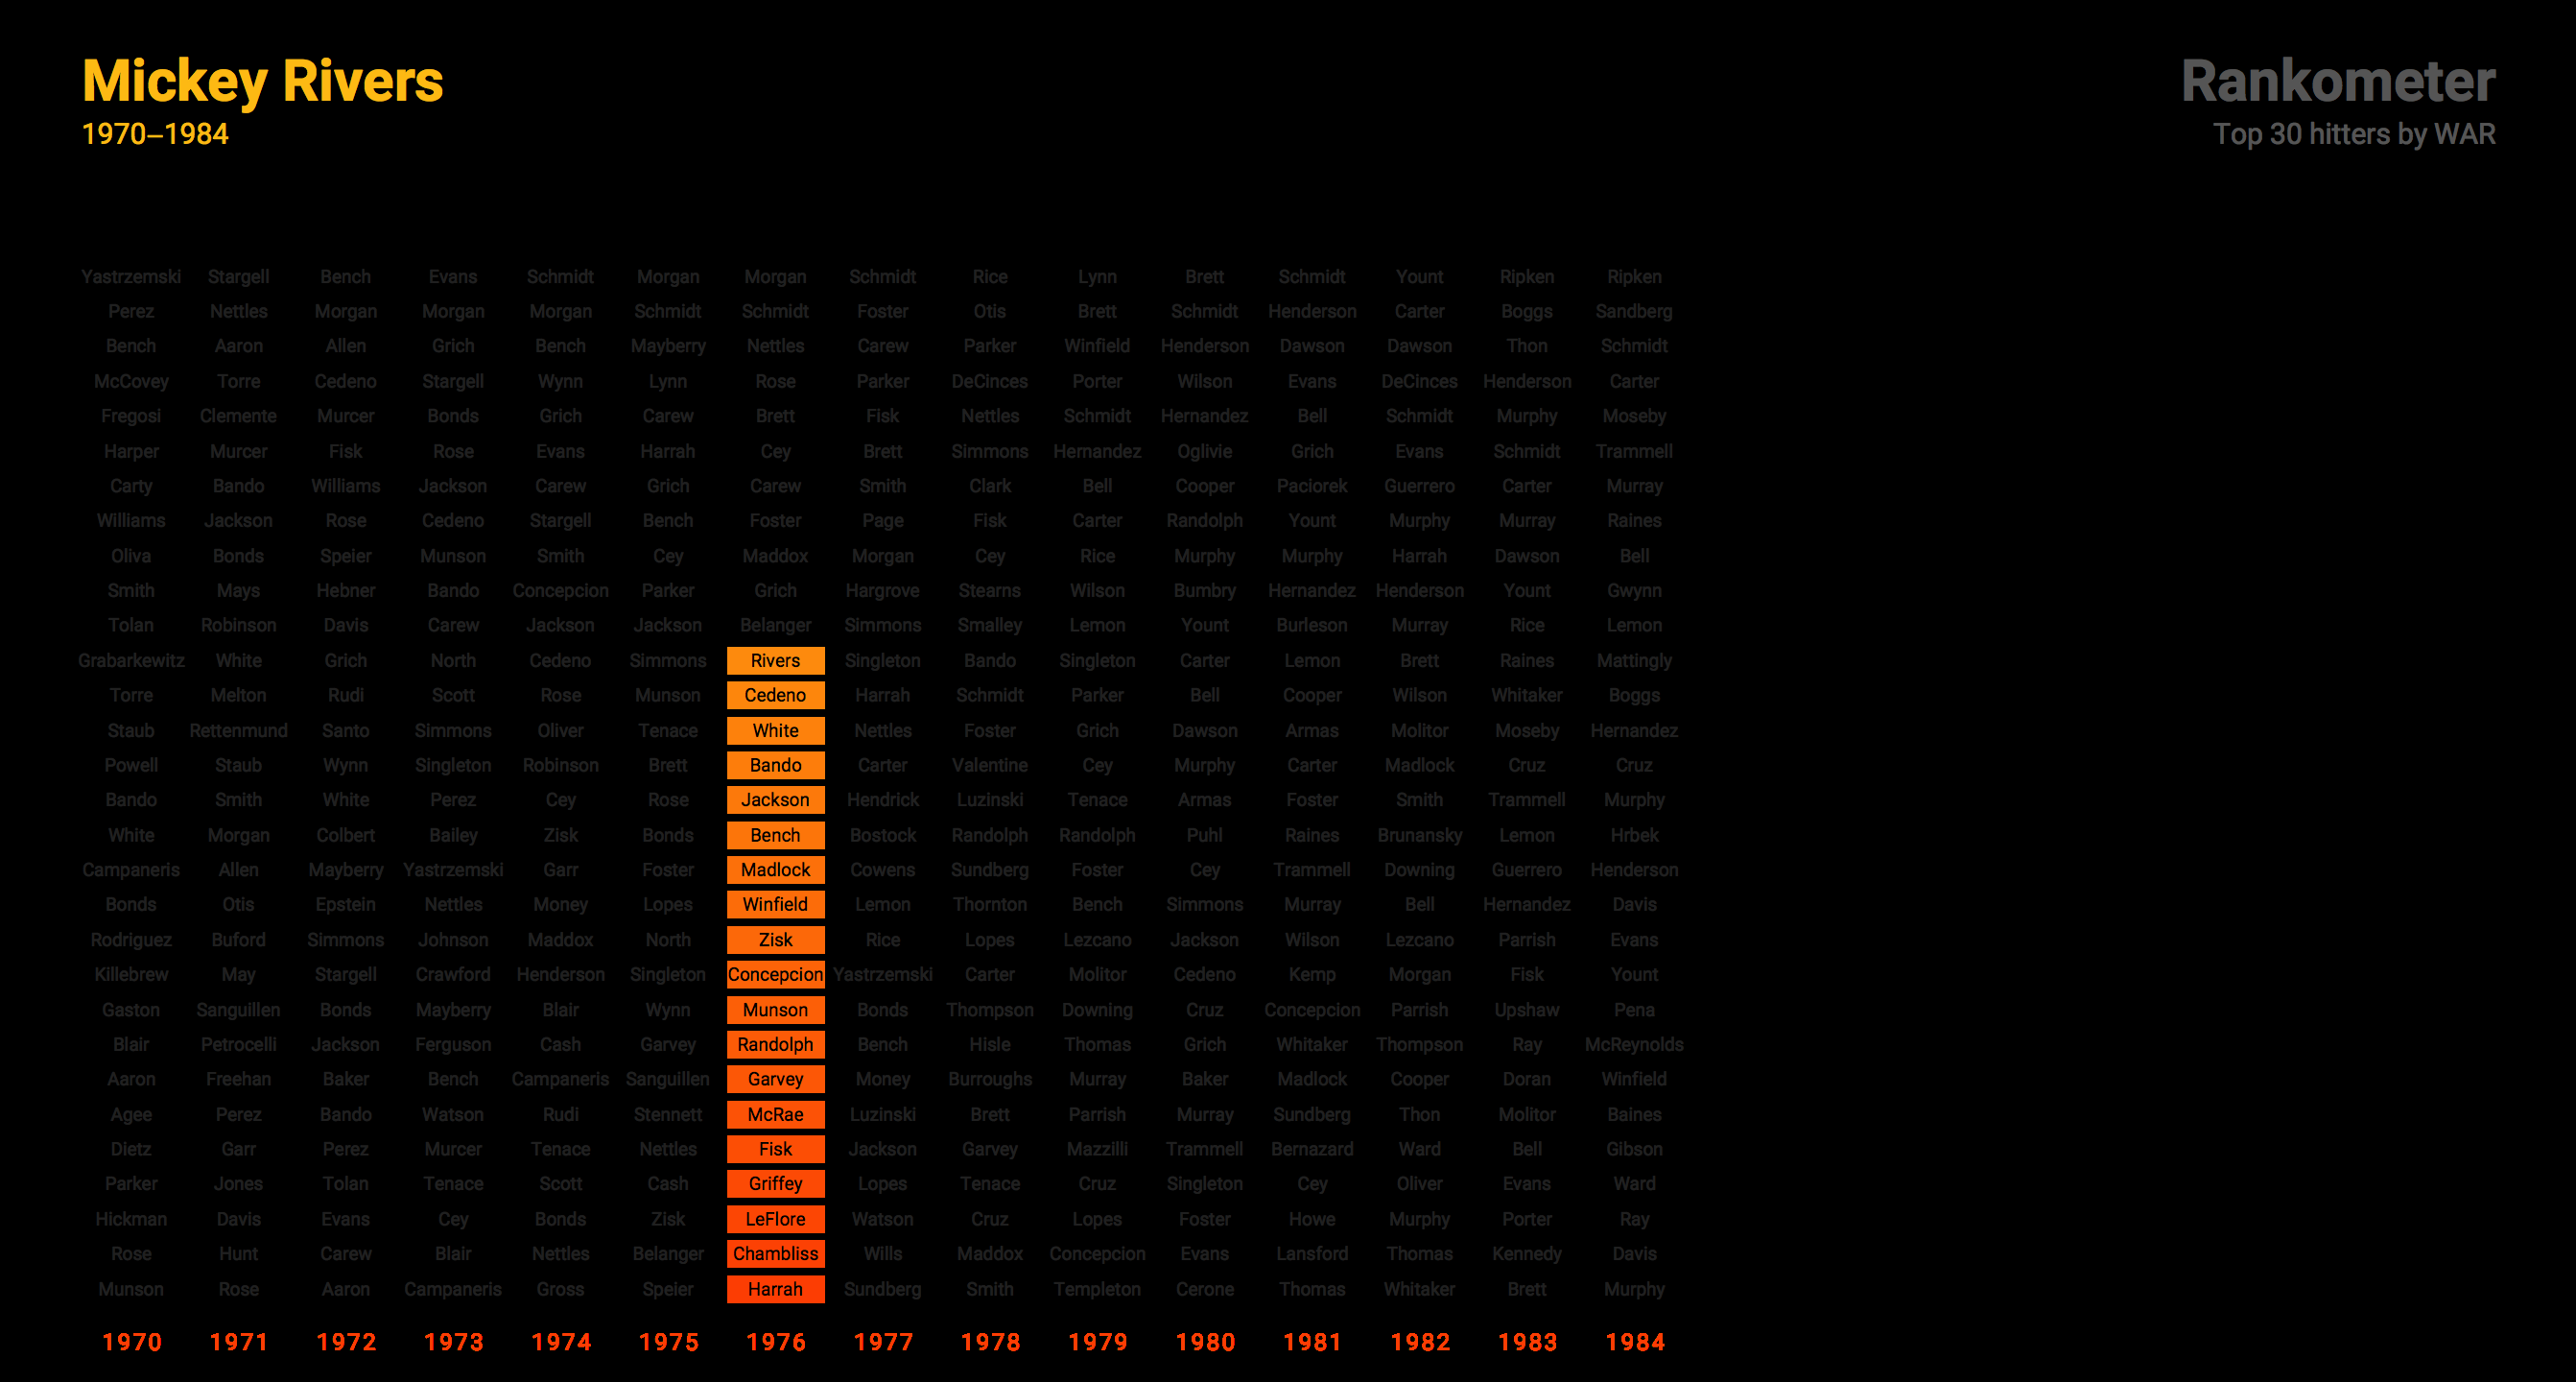 Mickey Rivers
1970–1984
Rankometer
Top 30 hitters by WAR
Yastrzemski Stargell Bench Evans Schmidt Morgan Morgan Schmidt Rice Lynn Brett Schmidt Yount Ripken Ripken
Perez Nettles Morgan Morgan Morgan Schmidt Schmidt Foster Otis Brett Schmidt Henderson Carter Boggs Sandberg
Bench Aaron Allen Grich Bench Mayberry Nettles Carew Parker Winfield Henderson Dawson Dawson Thon Schmidt
McCovey Torre Cedeno Stargell Wynn Lynn Rose Parker DeCinces Porter Wilson Evans DeCinces Henderson Carter
Fregosi Clemente Murcer Bonds Grich Carew Brett Fisk Nettles Schmidt Hernandez Bell Schmidt Murphy Moseby
Harper Murcer Fisk Rose Evans Harrah Cey Brett Simmons Hernandez Oglivie Grich Evans Schmidt Trammell
Carty Bando Williams Jackson Carew Grich Carew Smith Clark Bell Cooper Paciorek Guerrero Carter Murray
Williams Jackson Rose Cedeno Stargell Bench Foster Page Fisk Carter Randolph Yount Murphy Murray Raines
Oliva Bonds Speier Munson Smith Cey Maddox Morgan Cey Rice Murphy Murphy Harrah Dawson Bell
Smith Mays Hebner Bando Concepcion Parker Grich Hargrove Stearns Wilson Bumbry Hernandez Henderson Yount Gwynn
Tolan Robinson Davis Carew Jackson Jackson Belanger Simmons Smalley Lemon Yount Burleson Murray Rice Lemon
Grabarkewitz White Grich North Cedeno Simmons Rivers Singleton Bando Singleton Carter Lemon Brett Raines Mattingly
Torre Melton Rudi Scott Rose Munson Cedeno Harrah Schmidt Parker Bell Cooper Wilson Whitaker Boggs
Staub Rettenmund Santo Simmons Oliver Tenace White Nettles Foster Grich Dawson Armas Molitor Moseby Hernandez
Powell Staub Wynn Singleton Robinson Brett Bando Carter Valentine Cey Murphy Carter Madlock Cruz Cruz
Bando Smith White Perez Cey Rose Jackson Hendrick Luzinski Tenace Armas Foster Smith Trammell Murphy
White Morgan Colbert Bailey Zisk Bonds Bench Bostock Randolph Randolph Puhl Raines Brunansky Lemon Hrbek
Campaneris Allen Mayberry Yastrzemski Garr Foster Madlock Cowens Sundberg Foster Cey Trammell Downing Guerrero Henderson
Bonds Otis Epstein Nettles Money Lopes Winfield Lemon Thornton Bench Simmons Murray Bell Hernandez Davis
Rodriguez Buford Simmons Johnson Maddox North Zisk Rice Lopes Lezcano Jackson Wilson Lezcano Parrish Evans
Killebrew May Stargell Crawford Henderson Singleton Concepcion Yastrzemski Carter Molitor Cedeno Kemp Morgan Fisk Yount
Gaston Sanguillen Bonds Mayberry Blair Wynn Munson Bonds Thompson Downing Cruz Concepcion Parrish Upshaw Pena
Blair Petrocelli Jackson Ferguson Cash Garvey Randolph Bench Hisle Thomas Grich Whitaker Thompson Ray McReynolds
Aaron Freehan Baker Bench Campaneris Sanguillen Garvey Money Burroughs Murray Baker Madlock Cooper Doran Winfield
Agee Perez Bando Watson Rudi Stennett McRae Luzinski Brett Parrish Murray Sundberg Thon Molitor Baines
Dietz Garr Perez Murcer Tenace Nettles Fisk Jackson Garvey Mazzilli Trammell Bernazard Ward Bell Gibson
Parker Jones Tolan Tenace Scott Cash Griffey Lopes Tenace Cruz Singleton Cey Oliver Evans Ward
Hickman Davis Evans Cey Bonds Zisk LeFlore Watson Cruz Lopes Foster Howe Murphy Porter Ray
Rose Hunt Carew Blair Nettles Belanger Chambliss Wills Maddox Concepcion Evans Lansford Thomas Kennedy Davis
Munson Rose Aaron Campaneris Gross Speier Harrah Sundberg Smith Templeton Cerone Thomas Whitaker Brett Murphy
1970 1971 1972 1973 1974 1975 1976 1977 1978 1979 1980 1981 1982 1983 1984